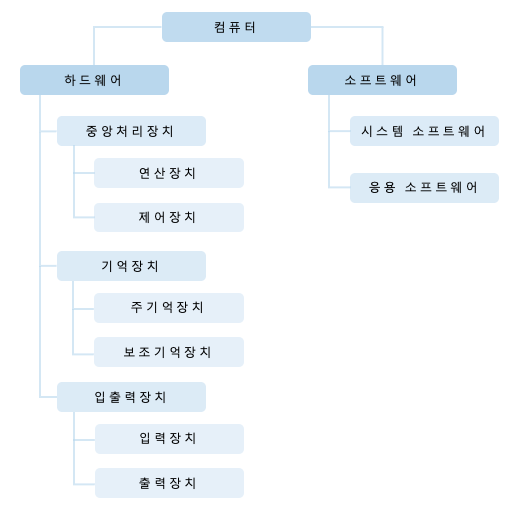 컴퓨터
하드웨어
중앙처리장치
연산장치
제어장치
기억장치
주기억장치
보조기억장치
입출력장치
입력장치
출력장치
소프트웨어
시스템 소프트웨어
응용 소프트웨어